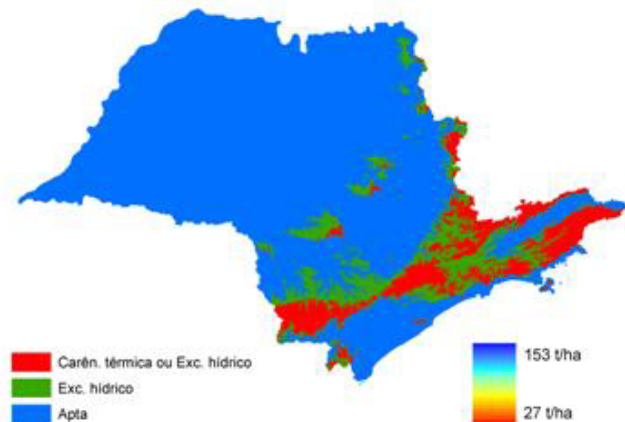 Carên. térmica ou Exc. hídrico
Exc. hídrico
Apta
153 t/ha
27 t/ha